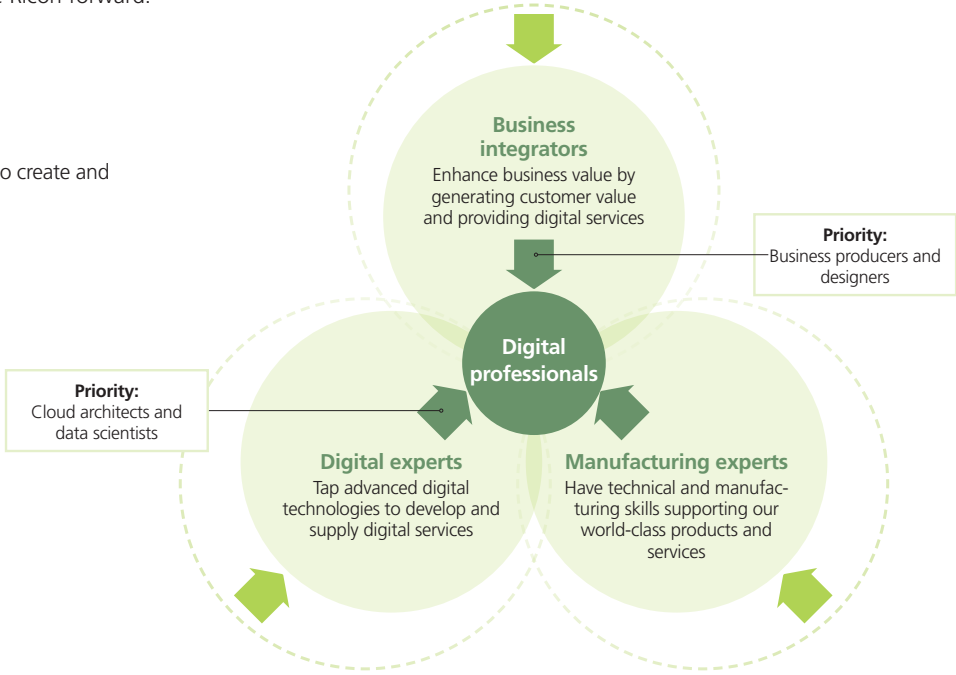 Ricoh forward.
o create and
Business
integrators
Enhance business value by
generating customer value
and providing digital services
Priority:
Business producers and
designers
Digital
professionals
Priority:
Cloud architects and
data scientists
Digital experts
Tap advanced digital
technologies to develop and
supply digital services
Manufacturing experts
Have technical and manufac-
turing skills supporting our
world-class products and
services